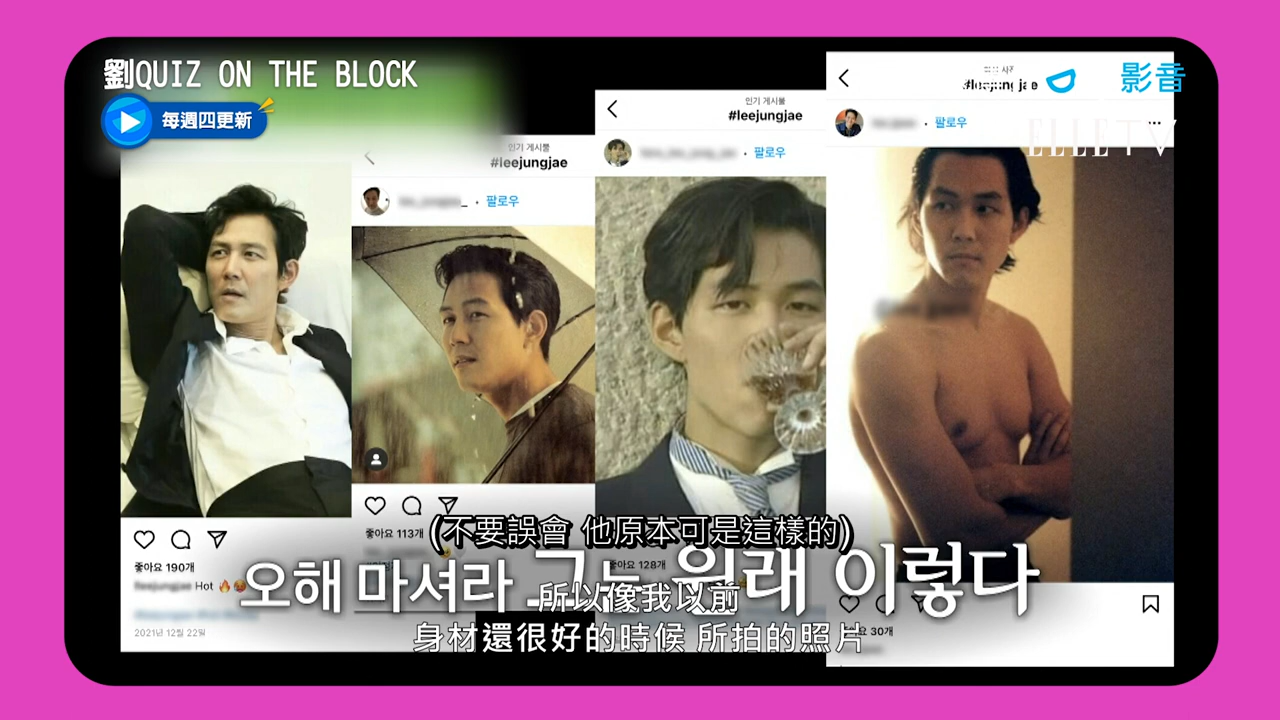 劉QUIZ ON THE BLOCK
每週四更新
影音
ELLE TV
좋아요 190개
Hot
2021년 12월 22일
인기 게시물
#leejungjae
팔로우
좋아요 113개
인기 게시물
#leejungjae
팔로우
128개
#leejungjae
팔로우
30개
(不要誤會 他原本可是這樣的)
오해 마셔라 그는 원래 이렇다
所以像我以前
身材還很好的時候 所拍的照片